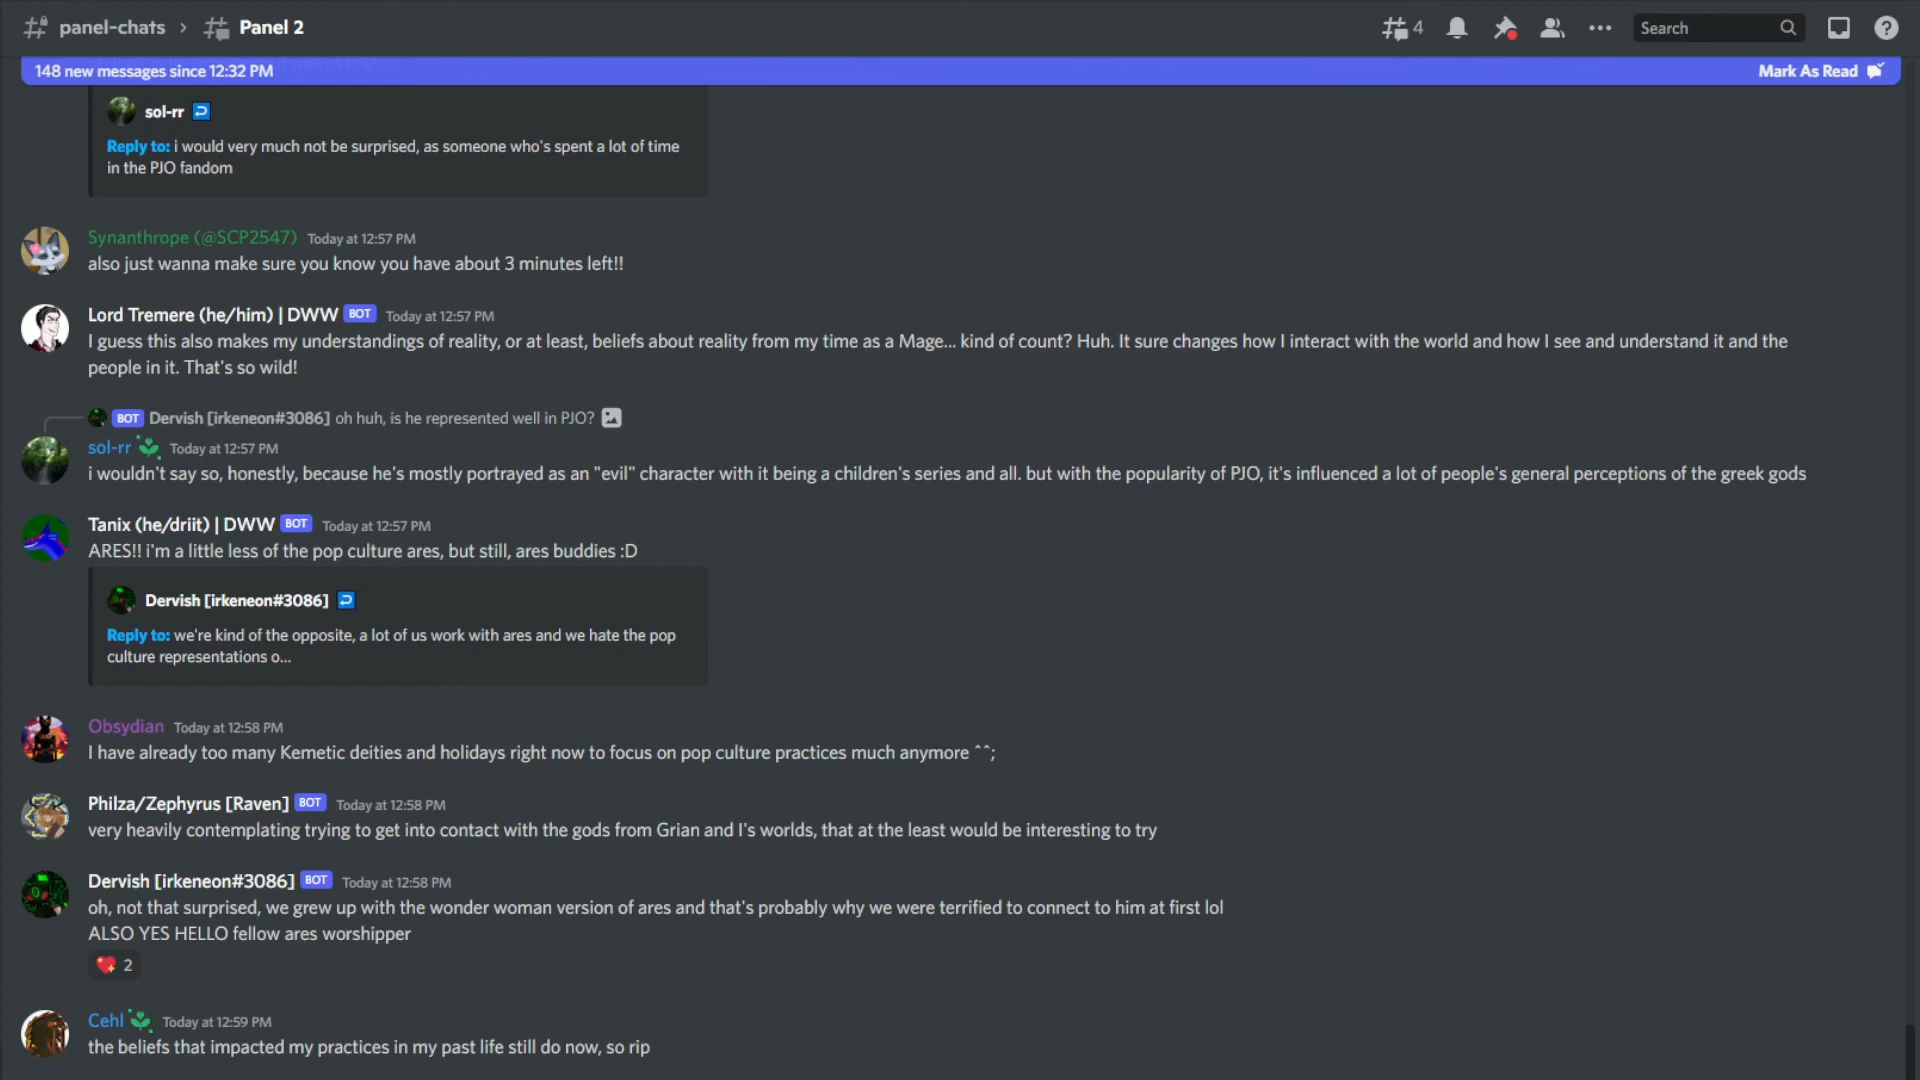 panel-chats › Panel 2
4
Search
148 new messages since 12:32 PM
Mark As Read
sol-rr
Reply to: i would very much not be surprised, as someone who's spent a lot of time
in the PJO fandom
Synanthrope (@SCP2547) Today at 12:57 PM
also just wanna make sure you know you have about 3 minutes left!!
Lord Tremere (he/him) | DWW BOT Today at 12:57 PM
I guess this also makes my understandings of reality, or at least, beliefs about reality from my time as a Mage... kind of count? Huh. It sure changes how I interact with the world and how I see and understand it and the
people in it. That's so wild!
BOT Dervish [irkeneon#3086] oh huh, is he represented well in PJO?
sol-rr Today at 12:57 PM
i wouldn't say so, honestly, because he's mostly portrayed as an "evil" character with it being a children's series and all. but with the popularity of PJO, it's influenced a lot of people's general perceptions of the greek gods
Tanix (he/driit) | DWW BOT Today at 12:57 PM
ARES!! i'm a little less of the pop culture ares, but still, ares buddies :D
Dervish [irkeneon#3086]
Reply to: we're kind of the opposite, a lot of us work with ares and we hate the pop
culture representations o...
Obsydian Today at 12:58 PM
I have already too many Kemetic deities and holidays right now to focus on pop culture practices much anymore ^^;
Philza/Zephyrus [Raven] BOT Today at 12:58 PM
very heavily contemplating trying to get into contact with the gods from Grian and I's worlds, that at the least would be interesting to try
Dervish [irkeneon#3086] BOT Today at 12:58 PM
oh, not that surprised, we grew up with the wonder woman version of ares and that's probably why we were terrified to connect to him at first lol
ALSO YES HELLO fellow ares worshipper
2
Cehl Today at 12:59 PM
the beliefs that impacted my practices in my past life still do now, so rip